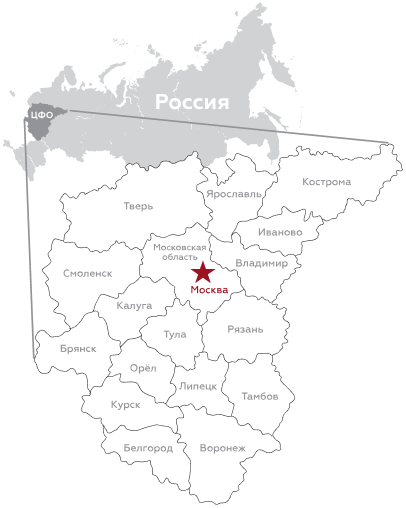 Россия
ЦФО
Кострома
Ярославль
Тверь
Иваново
Московская
область
Владимир
Смоленск
Москва
Калуга
Рязань
Тула
Брянск
Орёл
Липецк
Тамбов
Курск
Белгород
Воронеж